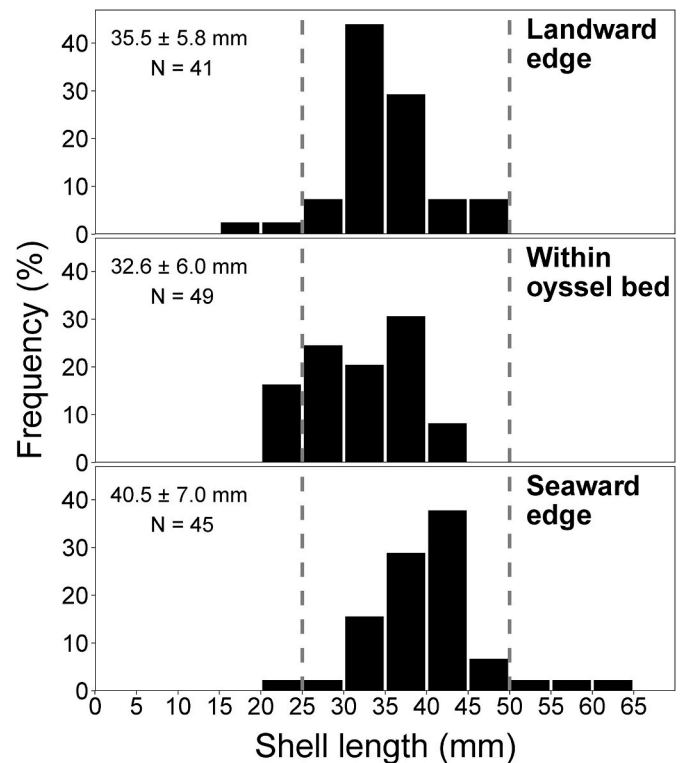 Frequency (%)
35.5 ± 5.8 mm
N = 41
Landward
edge
40
30
20
10
0
32.6 ± 6.0 mm
N = 49
Within
oyssel bed
40
30
20
10
0
40.5 ± 7.0 mm
N = 45
Seaward
edge
40
30
20
10
0
0 5 10 15 20 25 30 35 40 45 50 55 60 65
Shell length (mm)